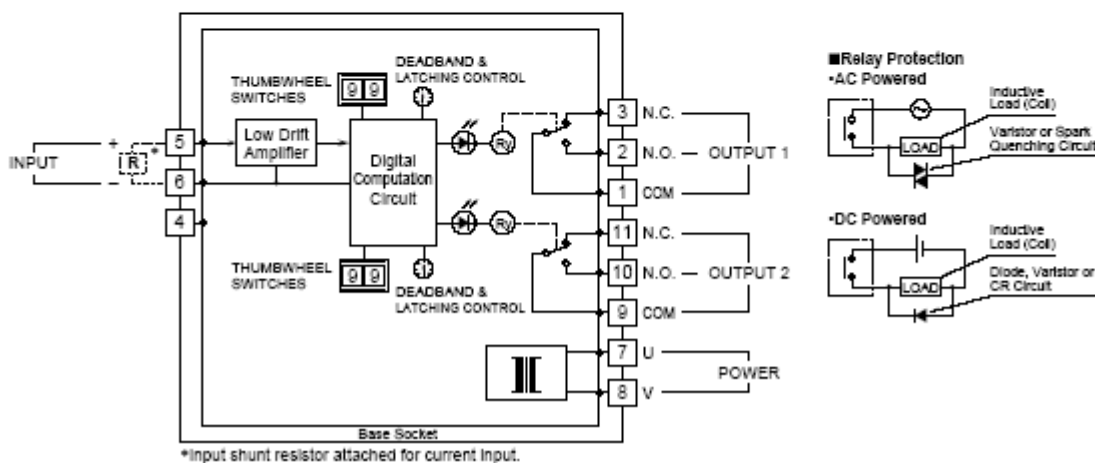 DEADBAND &
LATCHING CONTROL
THUMBWHEEL
SWITCHES
9 9
INPUT
+
-
R
*
5
6
4
Low Drift
Amplifier
Digital
Computation
Circuit
Ry
Ry
THUMBWHEEL
SWITCHES
9 9
DEADBAND &
LATCHING CONTROL
3 N.C.
2 N.O. OUTPUT 1
1 COM
11 N.C.
10 N.O. OUTPUT 2
9 COM
7 U
POWER
8 V
Base Socket
*Input shunt resistor attached for current input.
■Relay Protection
•AC Powered
Inductive
Load (Coil)
LOAD
Varistor or Spark
Quenching Circuit
•DC Powered
Inductive
Load (Coil)
LOAD
Diode, Varistor or
CR Circuit